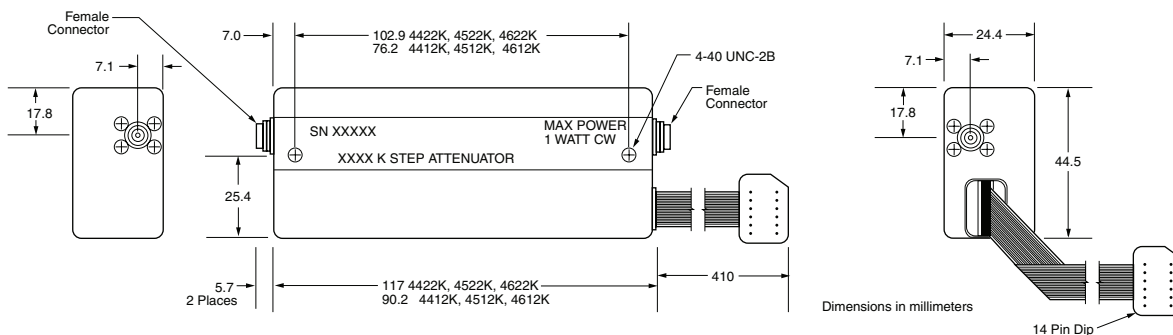 Female
Connector
7.0
102.9 4422K, 4522K, 4622K
76.2 4412K, 4512K, 4612K
24.4
4-40 UNC-2B
7.1
7.1
Female
Connector
17.8
17.8
SN XXXXX
MAX POWER
1 WATT CW
XXXX K STEP ATTENUATOR
44.5
25.4
5.7
2 Places
117 4422K, 4522K, 4622K
90.2 4412K, 4512K, 4612K
410
Dimensions in millimeters
14 Pin Dip